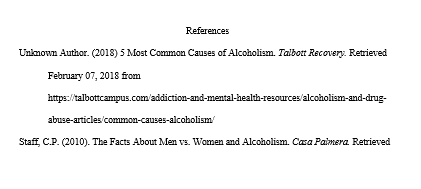 References
Unknown Author. (2018) 5 Most Common Causes of Alcoholism. Talbott Recovery. Retrieved
February 07, 2018 from
https://talbottcampus.com/addiction-and-mental-health-resources/alcoholism-and-drug-
abuse-articles/common-causes-alcoholism/
Staff, C.P. (2010). The Facts About Men vs. Women and Alcoholism. Casa Palmera. Retrieved